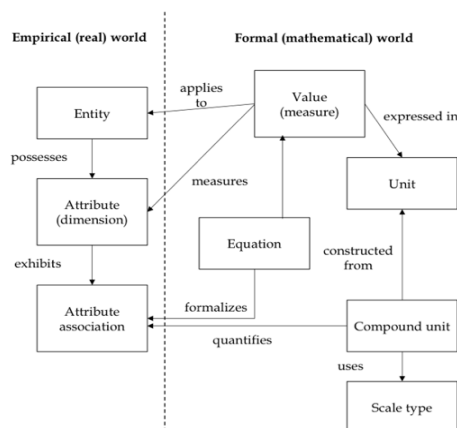 Empirical (real) world
Formal (mathematical) world
applies
to
Value
(measure)
Entity
expressed in
possesses
measures
Attribute
(dimension)
Unit
Equation
constructed
from
exhibits
Attribute
association
formalizes
Compound unit
quantifies
uses
Scale type